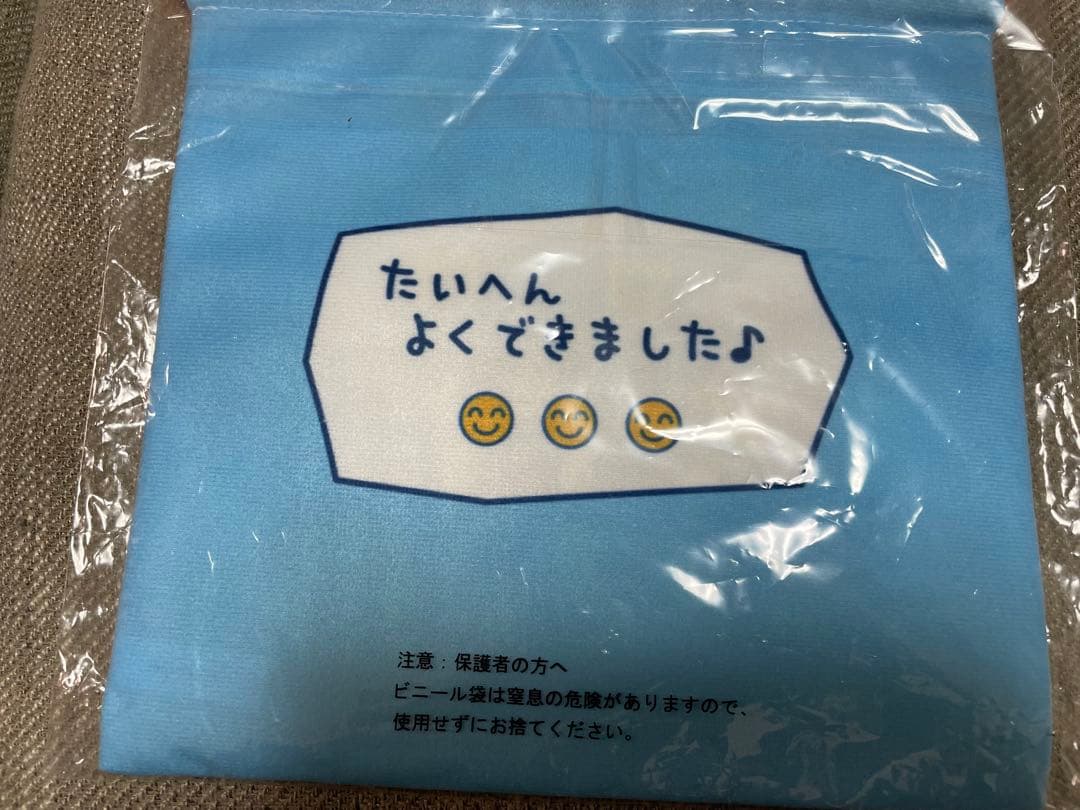 たいへん
よくできました♪
注意：保護者の方へ
ビニール袋は窒息の危険がありますので、
使用せずにお捨てください。